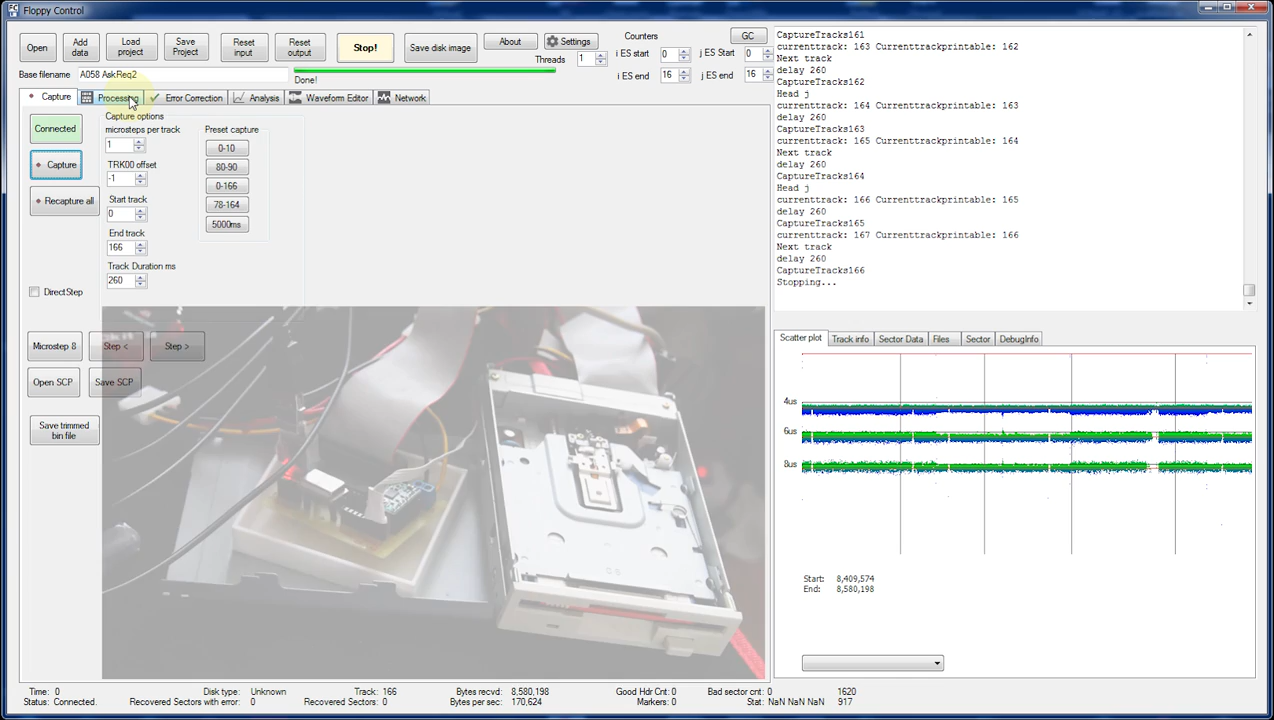 Floppy Control
Open
Add data
Load project
Save Project
Reset input
Reset output
Stop!
Save disk image
About
Settings
Threads 1
Counters
GC
i ES start 0
j ES Start 0
i ES end 16
j ES end 16
Base filename A058 AskReq2
Done!
Capture
Processing
Error Correction
Analysis
Waveform Editor
Network
Connected
Capture
Recapture all
DirectStep
Microstep 8
Step <
Step >
Open SCP
Save SCP
Save trimmed bin file
Capture options
microsteps per track
1
TRK00 offset
-1
Start track
0
End track
166
Track Duration ms
260
Preset capture
0-10
80-90
0-166
78-164
5000ms
CaptureTracks161
currenttrack: 163 Currenttrackprintable: 162
Next track
delay 260
CaptureTracks162
Head j
currenttrack: 164 Currenttrackprintable: 163
delay 260
CaptureTracks163
currenttrack: 165 Currenttrackprintable: 164
Next track
delay 260
CaptureTracks164
Head j
currenttrack: 166 Currenttrackprintable: 165
delay 260
CaptureTracks165
currenttrack: 167 Currenttrackprintable: 166
Next track
delay 260
CaptureTracks166
Stopping...
Scatter plot
Track info
Sector Data
Files
Sector
DebugInfo
4us
6us
8us
Start: 8,409,574
End: 8,580,198
Time: 0 Disk type: Unknown Track: 166 Bytes recvd: 8,580,198 Good Hdr Cnt: 0 Bad sector cnt: 0 1620
Status: Connected. Recovered Sectors with error: 0 Recovered Sectors: 0 Bytes per sec: 170,624 Markers: 0 Stat: NaN NaN NaN 917